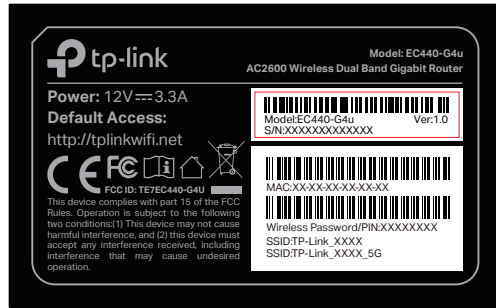 tp-link
Model: EC440-G4u
AC2600 Wireless Dual Band Gigabit Router
Power: 12V⎓3.3A
Default Access:
http://tplinkwifi.net
FC
FCC ID: TE7EC440-G4U
This device complies with part 15 of the FCC
Rules. Operation is subject to the following
two conditions:(1) This device may not cause
harmful interference, and (2) this device must
accept any interference received, including
interference that may cause undesired
operation.
Model:EC440-G4u Ver:1.0
S/N:XXXXXXXXXXXXX
MAC:XX-XX-XX-XX-XX-XX
Wireless Password/PIN:XXXXXXXX
SSID:TP-Link_XXXX
SSID:TP-Link_XXXX_5G